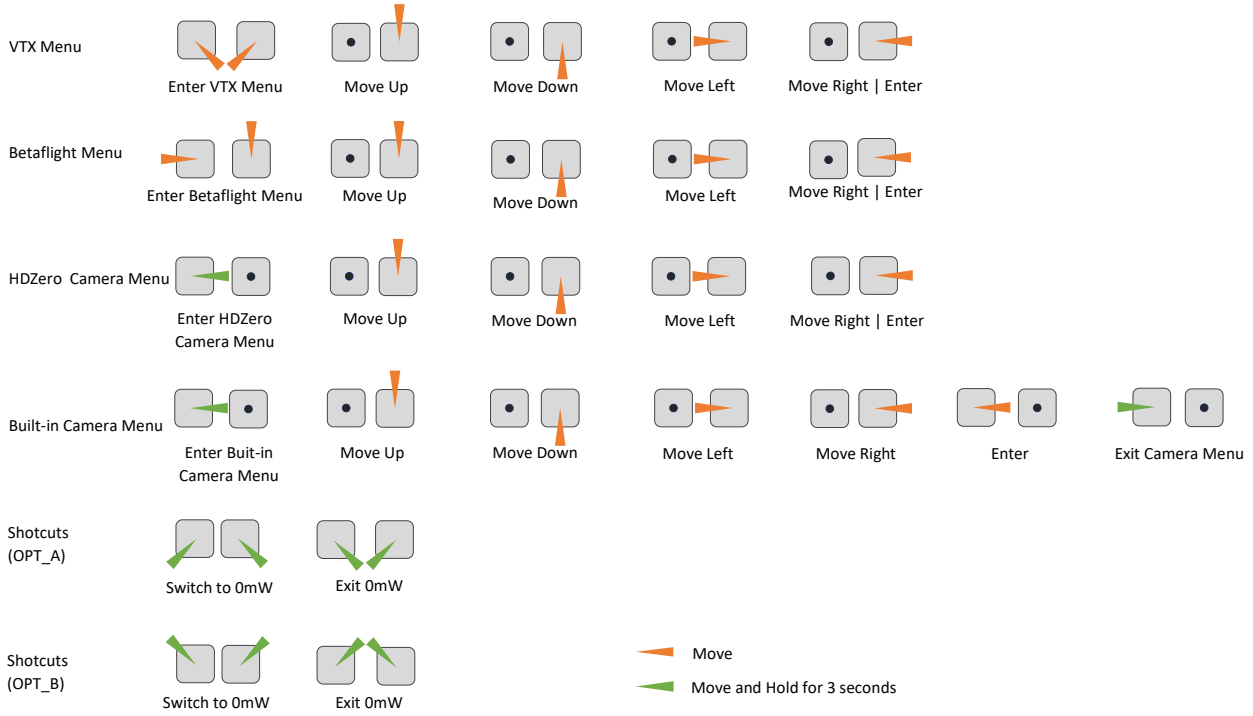 VTX Menu
Enter VTX Menu
Move Up
Move Down
Move Left
Move Right | Enter
Betaflight Menu
Enter Betaflight Menu
Move Up
Move Down
Move Left
Move Right | Enter
HDZero Camera Menu
Enter HDZero
Camera Menu
Move Up
Move Down
Move Left
Move Right | Enter
Built-in Camera Menu
Enter Buit-in
Camera Menu
Move Up
Move Down
Move Left
Move Right
Enter
Exit Camera Menu
Shotcuts
(OPT_A)
Switch to 0mW
Exit 0mW
Shotcuts
(OPT_B)
Switch to 0mW
Exit 0mW
Move
Move and Hold for 3 seconds